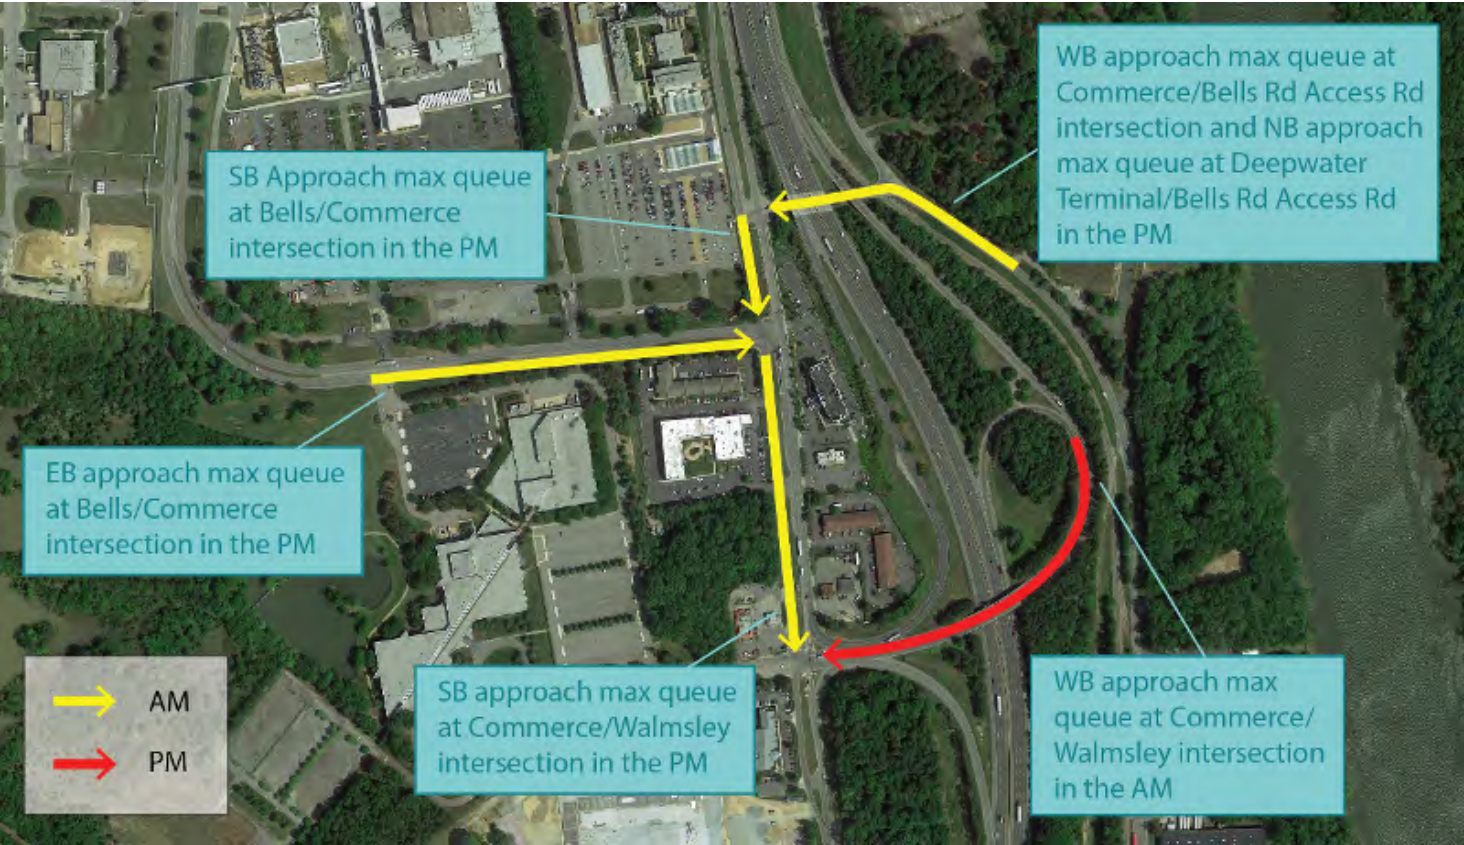 WB approach max queue at
Commerce/Bells Rd Access Rd
intersection and NB approach
max queue at Deepwater
Terminal/Bells Rd Access Rd
in the PM
SB Approach max queue
at Bells/Commerce
intersection in the PM
EB approach max queue
at Bells/Commerce
intersection in the PM
SB approach max queue
at Commerce/Walmsley
intersection in the PM
WB approach max
queue at Commerce/
Walmsley intersection
in the AM
AM
PM